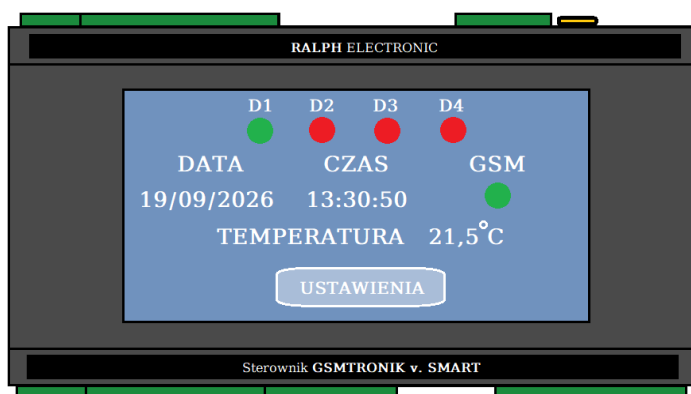 RALPH ELECTRONIC
D1 D2 D3 D4
DATA CZAS GSM
19/09/2026 13:30:50
TEMPERATURA 21,5°C
USTAWIENIA
Sterownik GSMTRONIK v. SMART